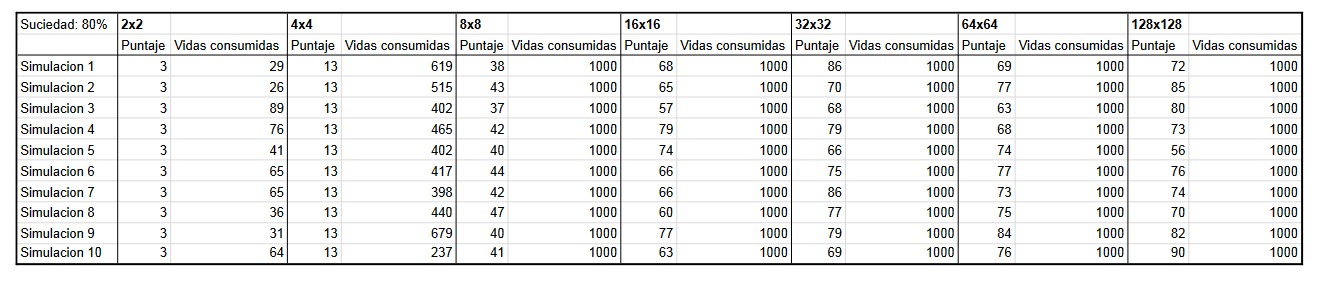 Suciedad: 80% 2x2 4x4 8x8 16x16 32x32 64x64 128x128
Puntaje Vidas consumidas Puntaje Vidas consumidas Puntaje Vidas consumidas Puntaje Vidas consumidas Puntaje Vidas consumidas Puntaje Vidas consumidas Puntaje Vidas consumidas
Simulacion 1 3 29 13 619 38 1000 68 1000 86 1000 69 1000 72 1000
Simulacion 2 3 26 13 515 43 1000 65 1000 70 1000 77 1000 85 1000
Simulacion 3 3 89 13 402 37 1000 57 1000 68 1000 63 1000 80 1000
Simulacion 4 3 76 13 465 42 1000 79 1000 79 1000 68 1000 73 1000
Simulacion 5 3 41 13 402 40 1000 74 1000 66 1000 74 1000 56 1000
Simulacion 6 3 65 13 417 44 1000 66 1000 75 1000 77 1000 76 1000
Simulacion 7 3 65 13 398 42 1000 66 1000 86 1000 73 1000 74 1000
Simulacion 8 3 36 13 440 47 1000 60 1000 77 1000 75 1000 70 1000
Simulacion 9 3 31 13 679 40 1000 77 1000 79 1000 84 1000 82 1000
Simulacion 10 3 64 13 237 41 1000 63 1000 69 1000 76 1000 90 1000